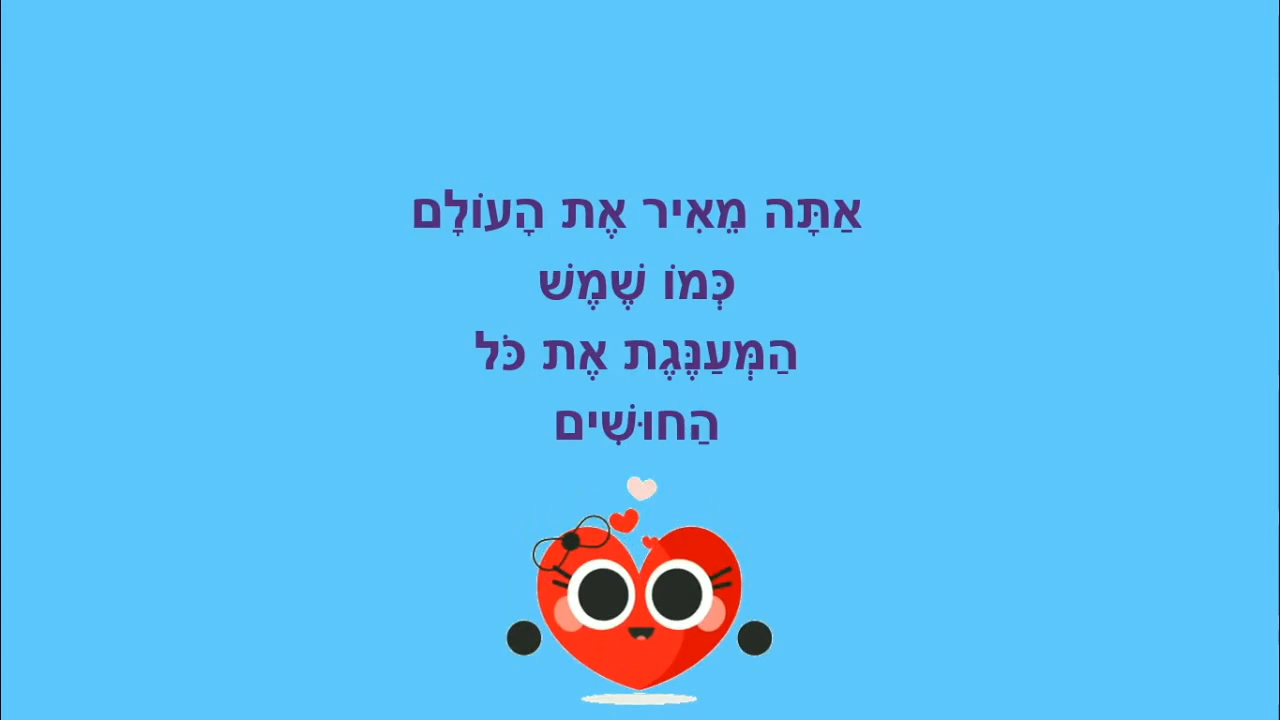 אַתָּה מֵאִיר אֶת הָעוֹלָם
כְּמוֹ שֶׁמֶשׁ
הַמְּעַנֶּגֶת אֶת כֹּל
הַחוּשִּׁים